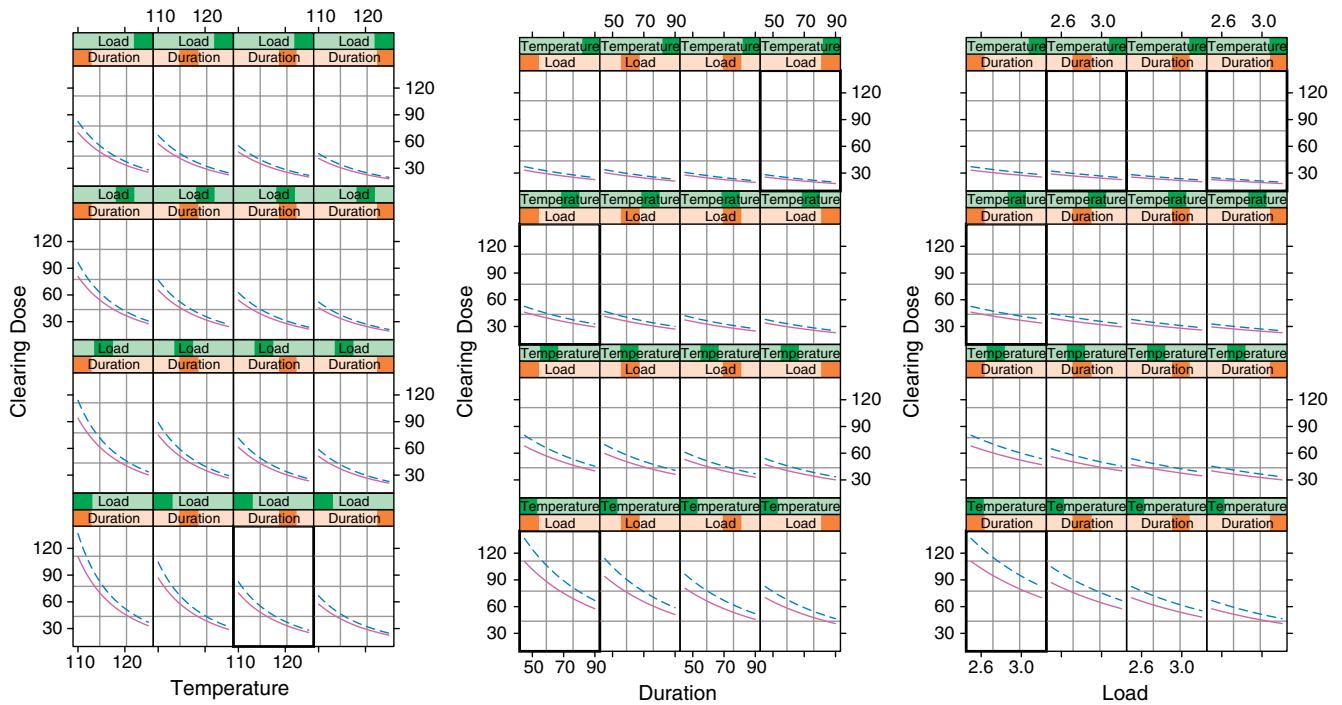 110 120 110 120
Load Load Load Load
Duration Duration Duration Duration
120
90
60
30
Load Load Load Load
Duration Duration Duration Duration
120
90
60
30
Load Load Load Load
Duration Duration Duration Duration
120
90
60
30
Load Load Load Load
Duration Duration Duration Duration
120
90
60
30
110 120 110 120
Temperature
Clearing Dose
50 70 90 50 70 90
Temperature Temperature Temperature Temperature
Load Load Load Load
120
90
60
30
Temperature Temperature Temperature Temperature
Load Load Load Load
120
90
60
30
Temperature Temperature Temperature Temperature
Load Load Load Load
120
90
60
30
Temperature Temperature Temperature Temperature
Load Load Load Load
120
90
60
30
50 70 90 50 70 90
Duration
Clearing Dose
2.6 3.0 2.6 3.0
Temperature Temperature Temperature Temperature
Duration Duration Duration Duration
120
90
60
30
Temperature Temperature Temperature Temperature
Duration Duration Duration Duration
120
90
60
30
Temperature Temperature Temperature Temperature
Duration Duration Duration Duration
120
90
60
30
Temperature Temperature Temperature Temperature
Duration Duration Duration Duration
120
90
60
30
2.6 3.0 2.6 3.0
Load
Clearing Dose